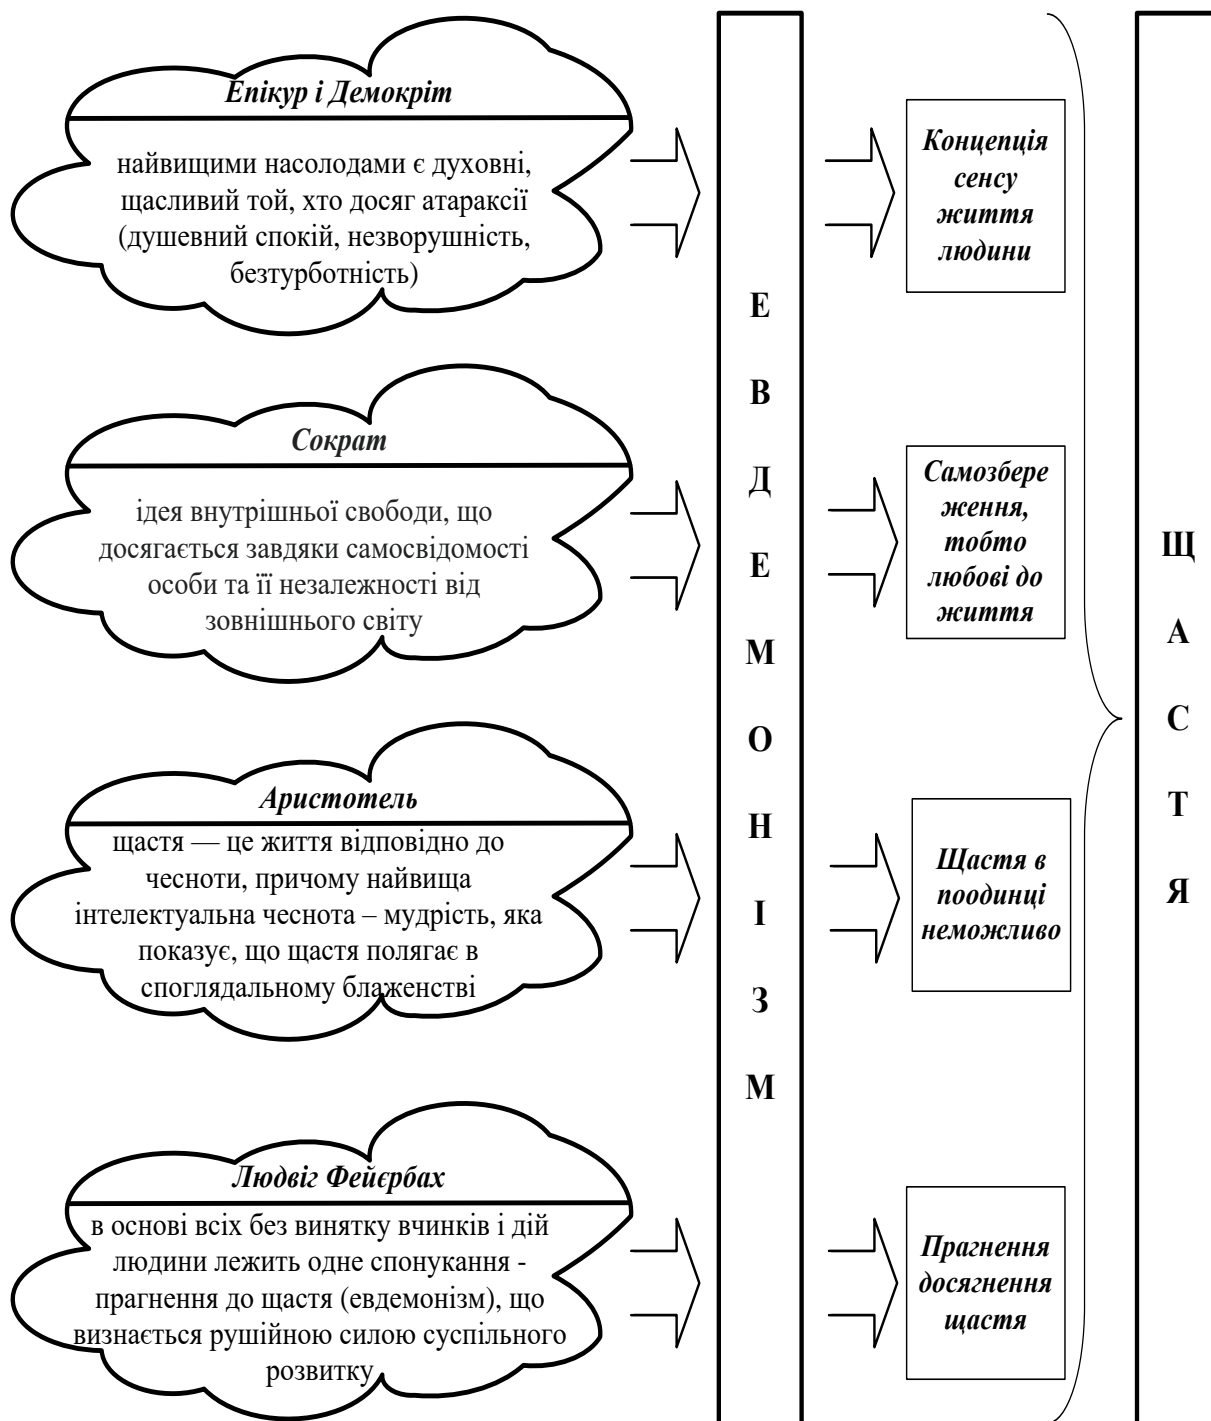 Епікур і Демокріт
найвищими насолодами є духовні,
щасливий той, хто досяг атараксії
(душевний спокій, незворушність,
безтурботність)
Сократ
ідея внутрішньої свободи, що
досягається завдяки самосвідомості
особи та її незалежності від
зовнішнього світу
Аристотель
щастя — це життя відповідно до
чесноти, причому найвища
інтелектуальна чеснота – мудрість, яка
показує, що щастя полягає в
споглядальному блаженстві
Людвіг Фейєрбах
в основі всіх без винятку вчинків і дій
людини лежить одне спонукання -
прагнення до щастя (евдемонізм), що
визнається рушійною силою суспільного
розвитку
Е
В
Д
Е
М
О
Н
І
З
М
Концепція
сенсу
життя
людини
Самозбере
ження,
тобто
любові до
життя
Щастя в
поодинці
неможливо
Прагнення
досягнення
щастя
Щ
А
С
Т
Я